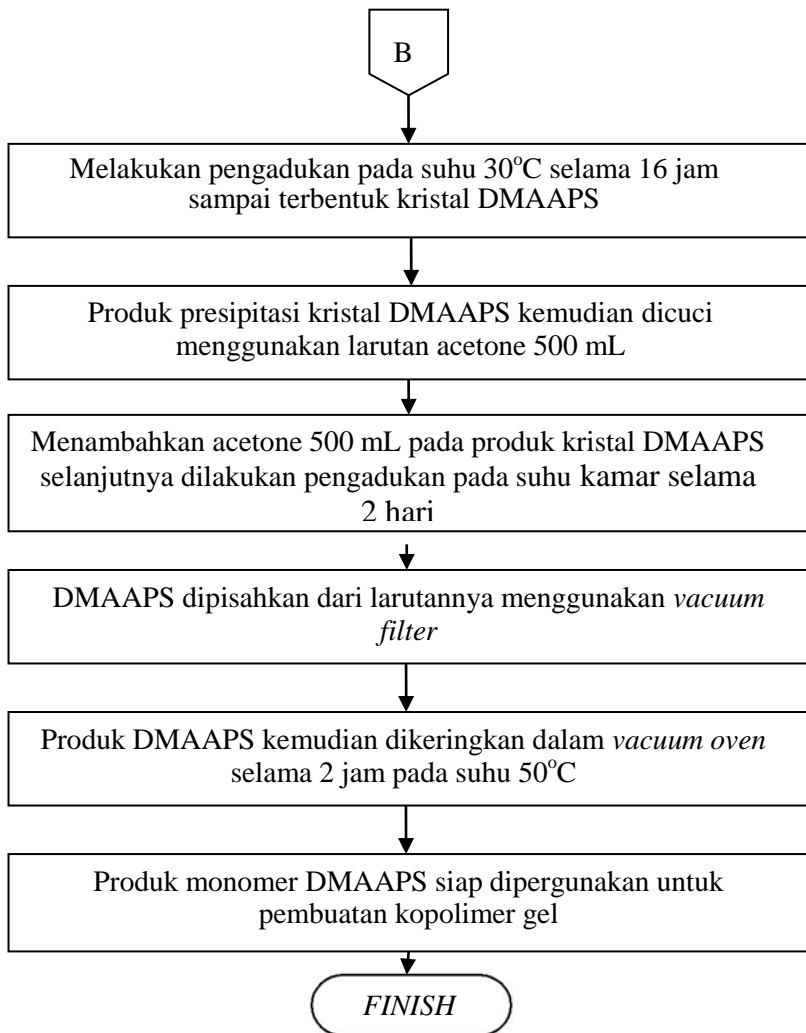 B
Melakukan pengadukan pada suhu 30°C selama 16 jam
sampai terbentuk kristal DMAAPS
Produk presipitasi kristal DMAAPS kemudian dicuci
menggunakan larutan acetone 500 mL
Menambahkan acetone 500 mL pada produk kristal DMAAPS
selanjutnya dilakukan pengadukan pada suhu kamar selama
2 hari
DMAAPS dipisahkan dari larutannya menggunakan vacuum
filter
Produk DMAAPS kemudian dikeringkan dalam vacuum oven
selama 2 jam pada suhu 50°C
Produk monomer DMAAPS siap dipergunakan untuk
pembuatan kopolimer gel
FINISH